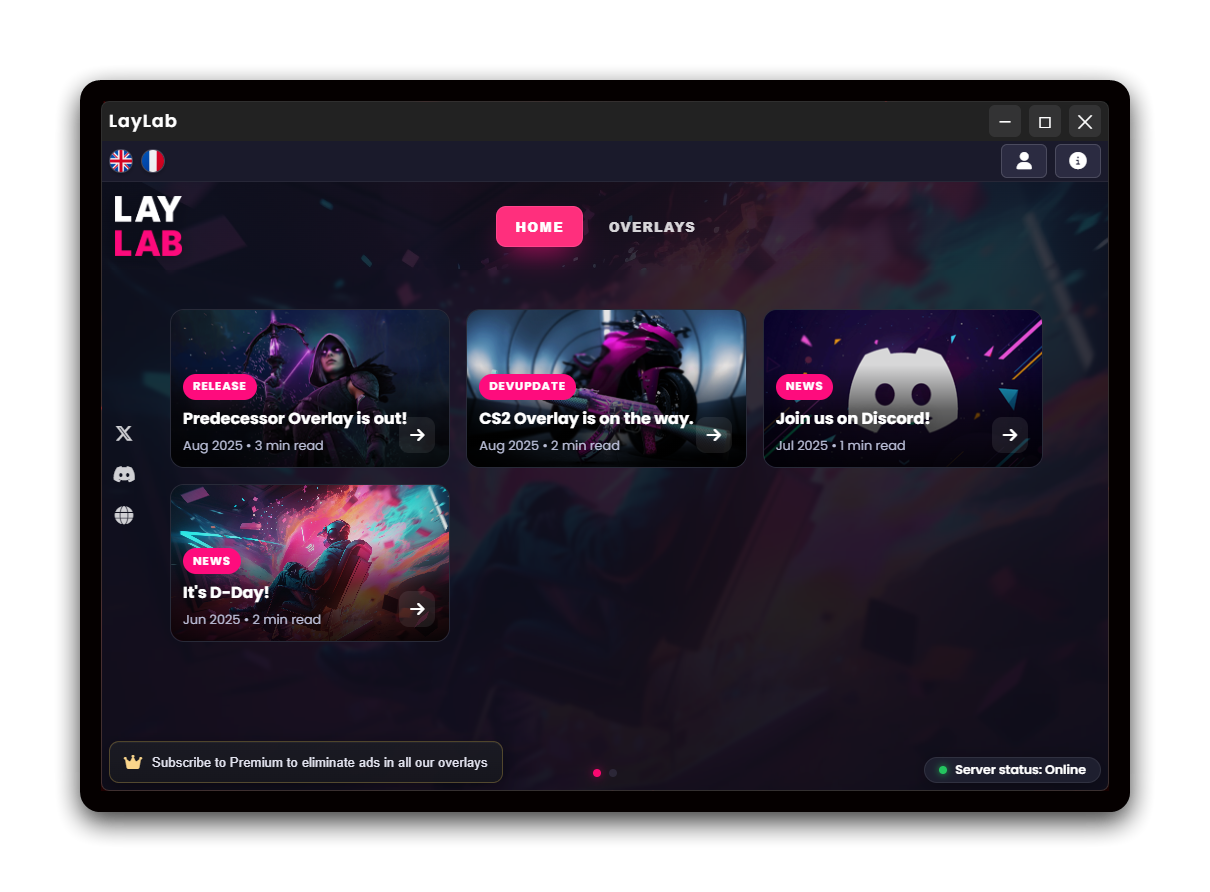 LayLab
LAY
LAB
HOME
OVERLAYS
RELEASE
Predecessor Overlay is out!
Aug 2025 • 3 min read
DEVUPDATE
CS2 Overlay is on the way.
Aug 2025 • 2 min read
NEWS
Join us on Discord!
Jul 2025 • 1 min read
NEWS
It's D-Day!
Jun 2025 • 2 min read
Subscribe to Premium to eliminate ads in all our overlays
Server status: Online